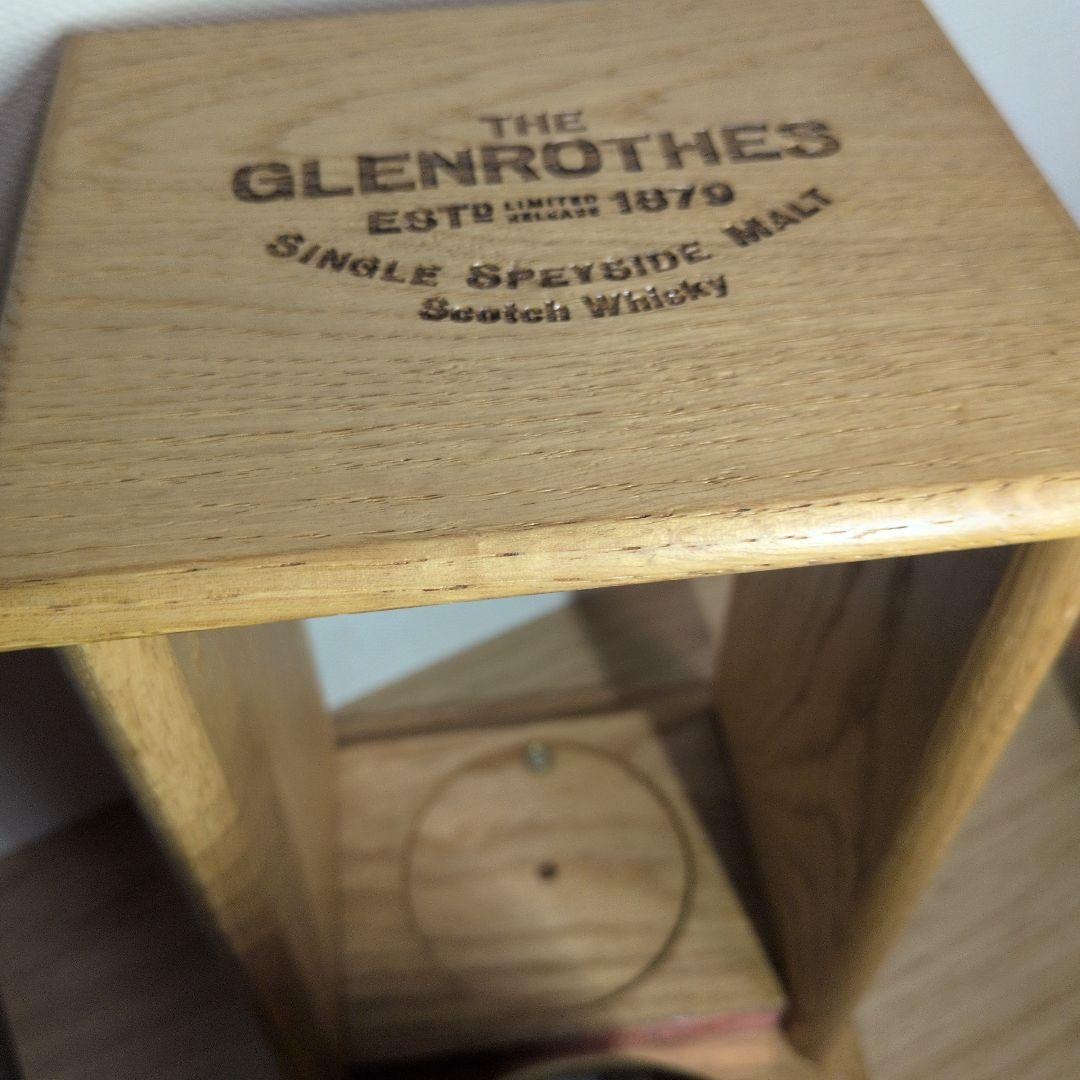 THE
GLENROTHES
ESTD LIMITED RELEASE 1879
SINGLE SPEYSIDE MALT
Scotch Whisky